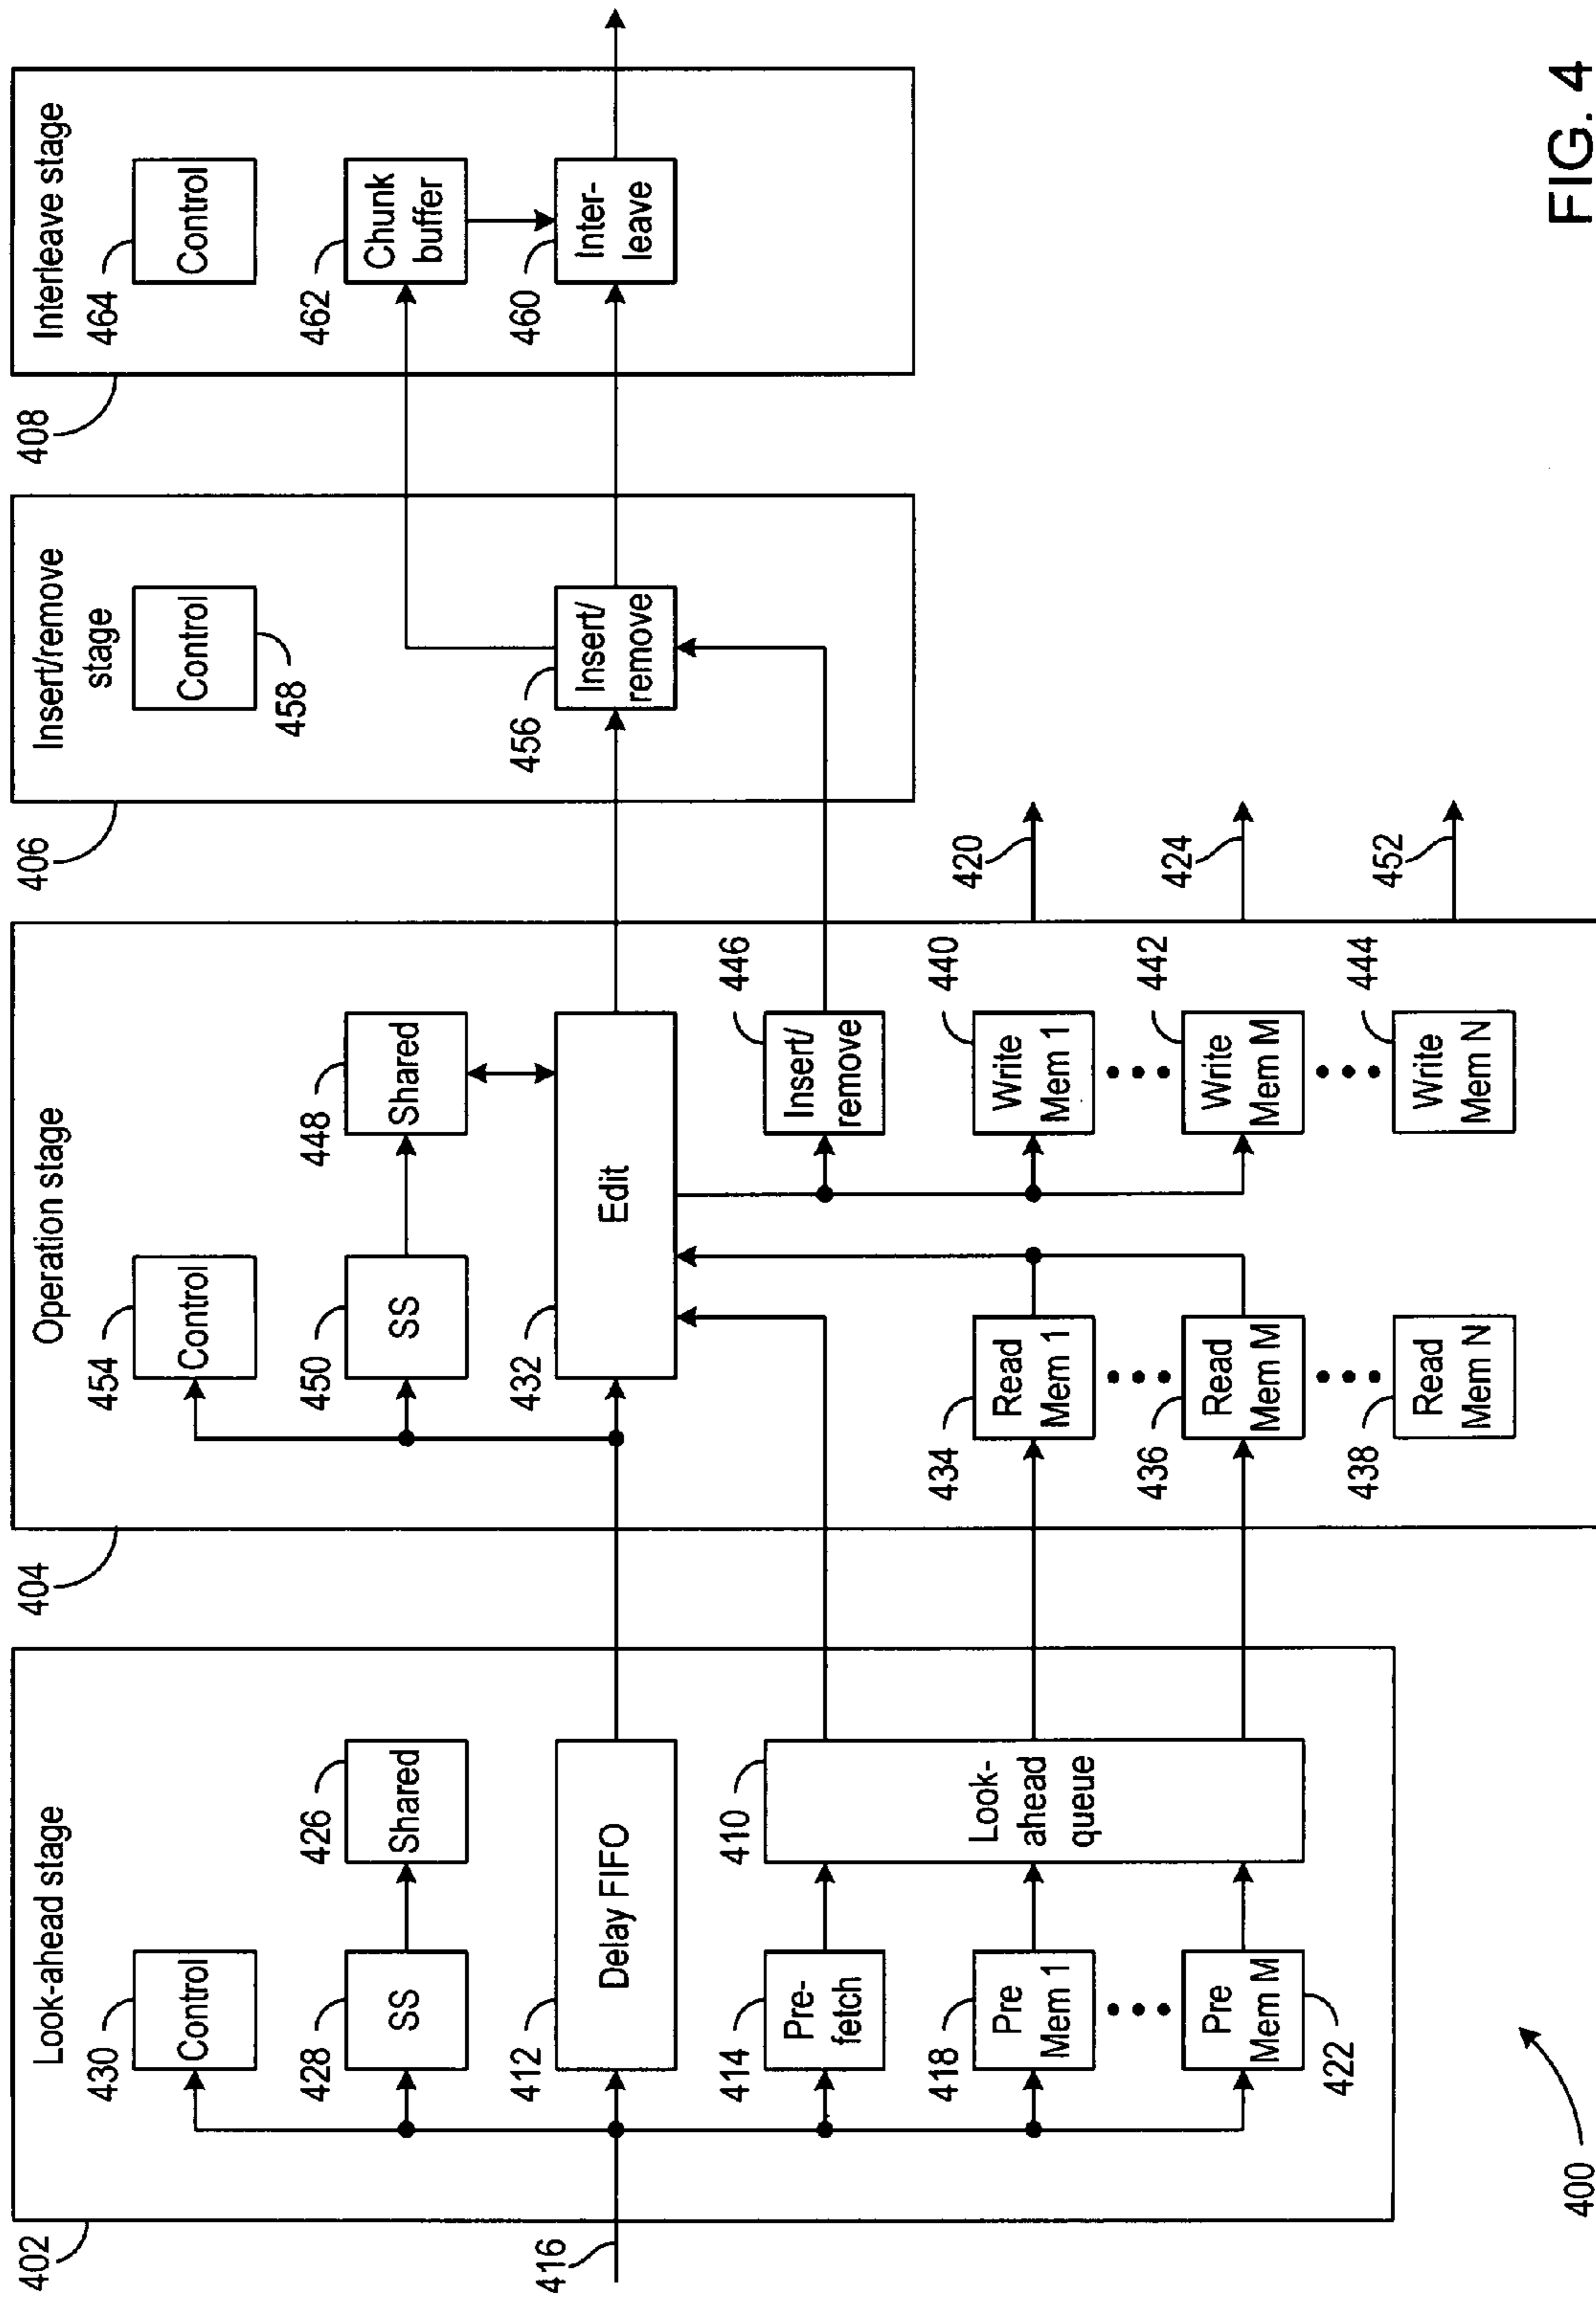 Look-ahead stage
402
430
Control
428
SS
426
Shared
412
Delay FIFO
416
414
Pre-
fetch
418
Pre
Mem 1
Pre
Mem M
422
410
Look-
ahead
queue
Operation stage
404
454
Control
450
SS
448
Shared
432
Edit
434
Read
Mem 1
436
Read
Mem M
438
Read
Mem N
446
Insert/
remove
440
Write
Mem 1
442
Write
Mem M
444
Write
Mem N
420
424
452
Insert/remove
stage
406
Control
458
456
Insert/
remove
Interleave stage
408
464
Control
462
Chunk
buffer
460
Inter-
leave
400
FIG. 4